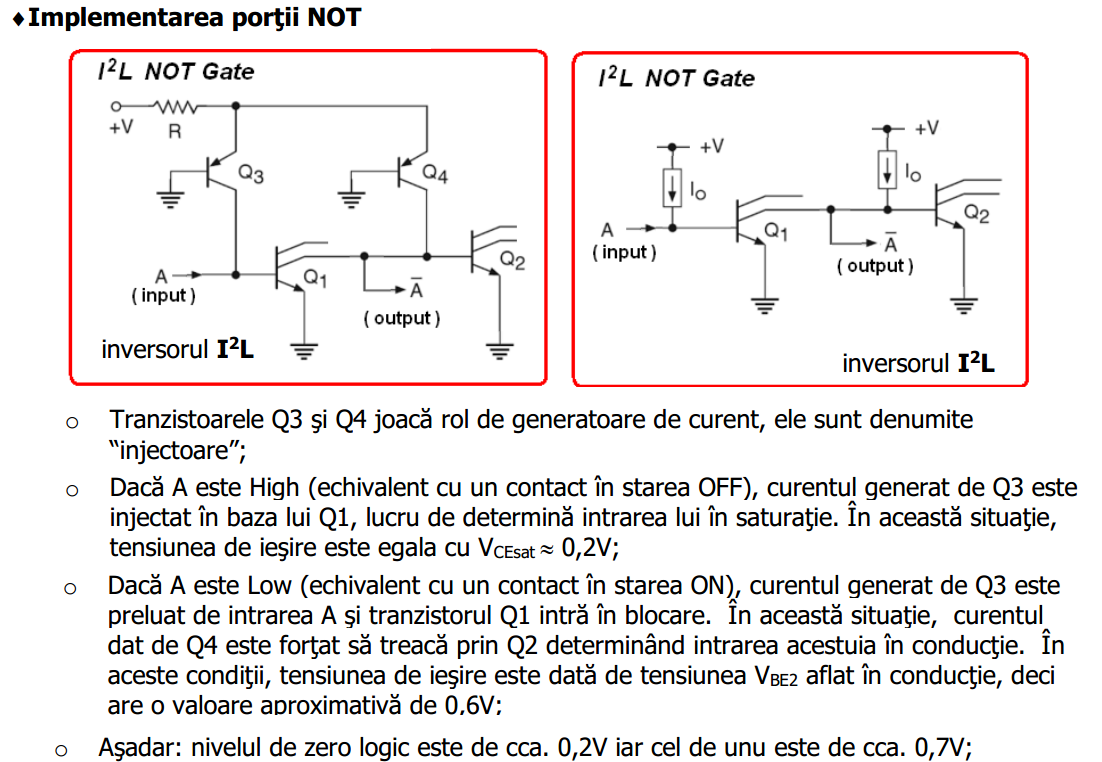 ♦Implementarea porţii NOT
I²L NOT Gate
+V
R
Q3
Q4
A
( input )
Q1
A̅
( output )
Q2
inversorul I²L
I²L NOT Gate
+V
+V
I₀
I₀
A
( input )
Q1
A̅
( output )
Q2
inversorul I²L
o Tranzistoarele Q3 şi Q4 joacă rol de generatoare de curent, ele sunt denumite
“injectoare”;
o Dacă A este High (echivalent cu un contact în starea OFF), curentul generat de Q3 este
injectat în baza lui Q1, lucru de determină intrarea lui în saturaţie. În această situaţie,
tensiunea de ieşire este egala cu VCEsat ≈ 0,2V;
o Dacă A este Low (echivalent cu un contact în starea ON), curentul generat de Q3 este
preluat de intrarea A şi tranzistorul Q1 intră în blocare. În această situaţie, curentul
dat de Q4 este forţat să treacă prin Q2 determinând intrarea acestuia în conducţie. În
aceste condiţii, tensiunea de ieşire este dată de tensiunea VBE2 aflat în conducţie, deci
are o valoare aproximativă de 0,6V;
o Aşadar: nivelul de zero logic este de cca. 0,2V iar cel de unu este de cca. 0,7V;